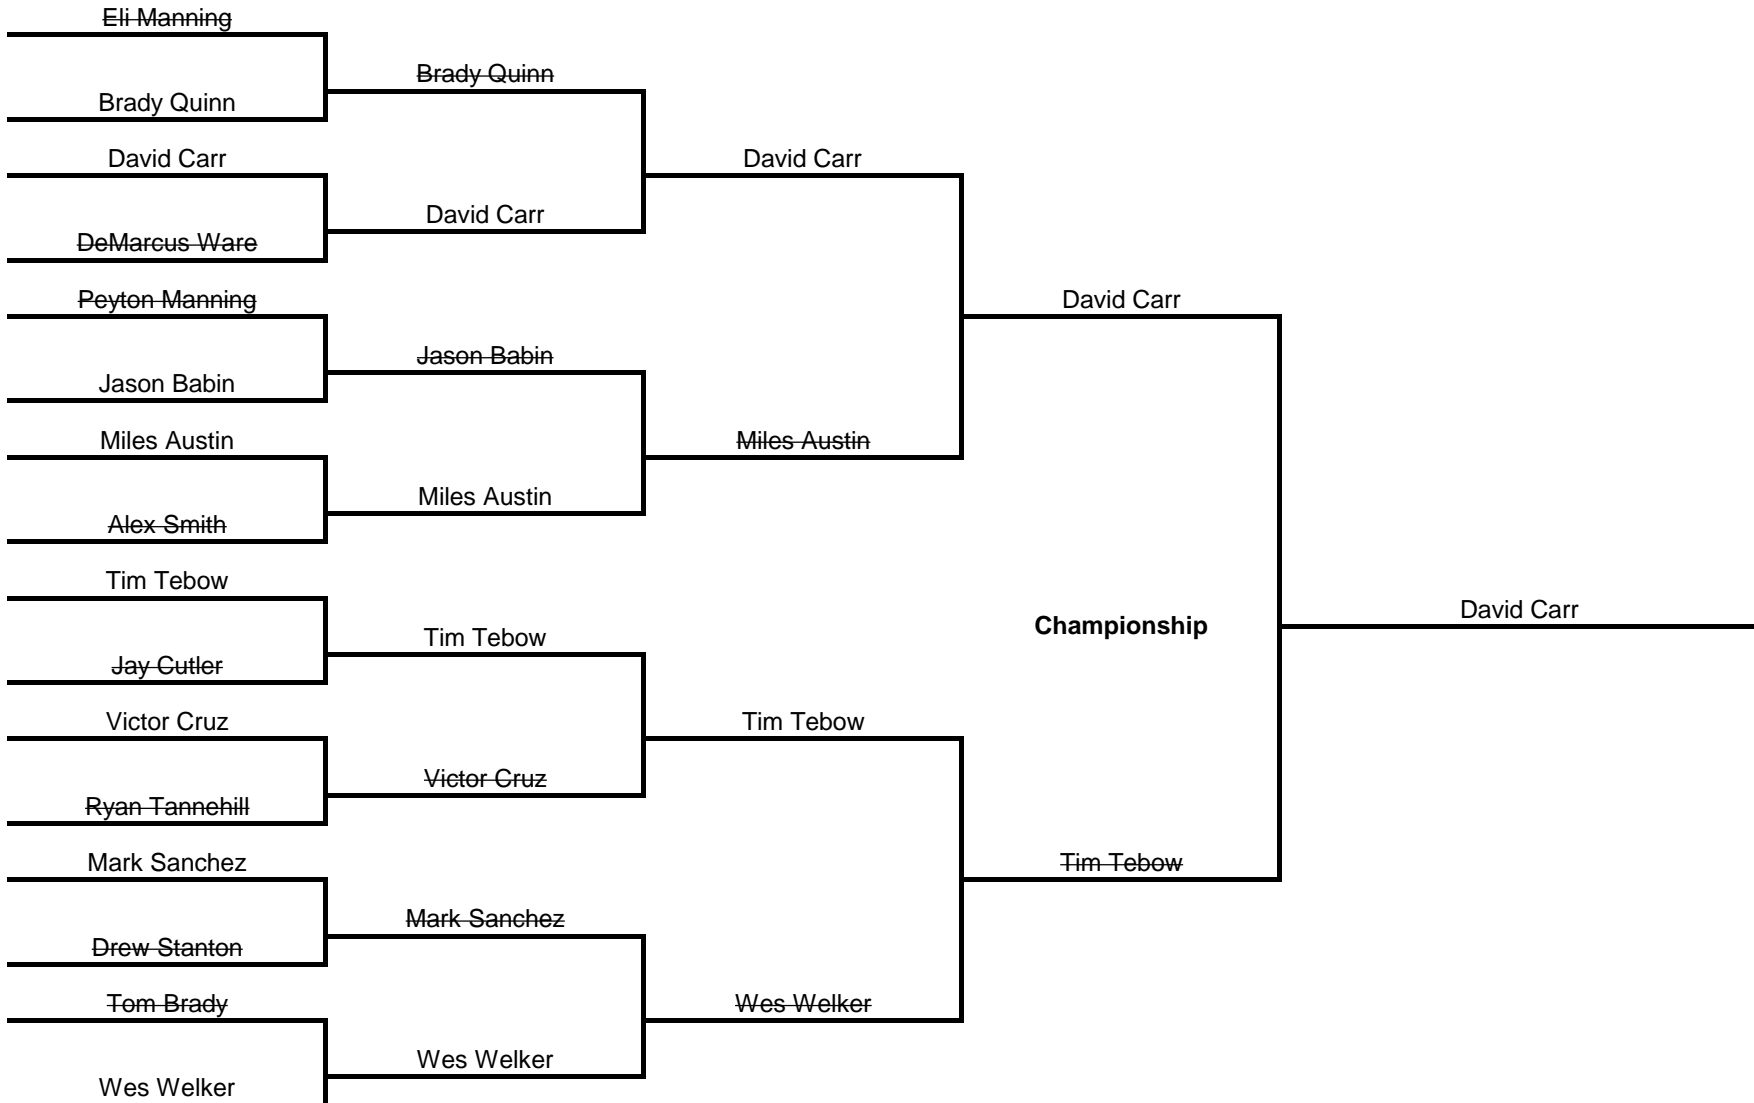 Eli Manning
Brady Quinn
David Carr
DeMarcus Ware
Peyton Manning
Jason Babin
Miles Austin
Alex Smith
Tim Tebow
Jay Cutler
Victor Cruz
Ryan Tannehill
Mark Sanchez
Drew Stanton
Tom Brady
Wes Welker
Brady Quinn
David Carr
Jason Babin
Miles Austin
Tim Tebow
Victor Cruz
Mark Sanchez
Wes Welker
David Carr
Miles Austin
Tim Tebow
Wes Welker
David Carr
Championship
Tim Tebow
David Carr